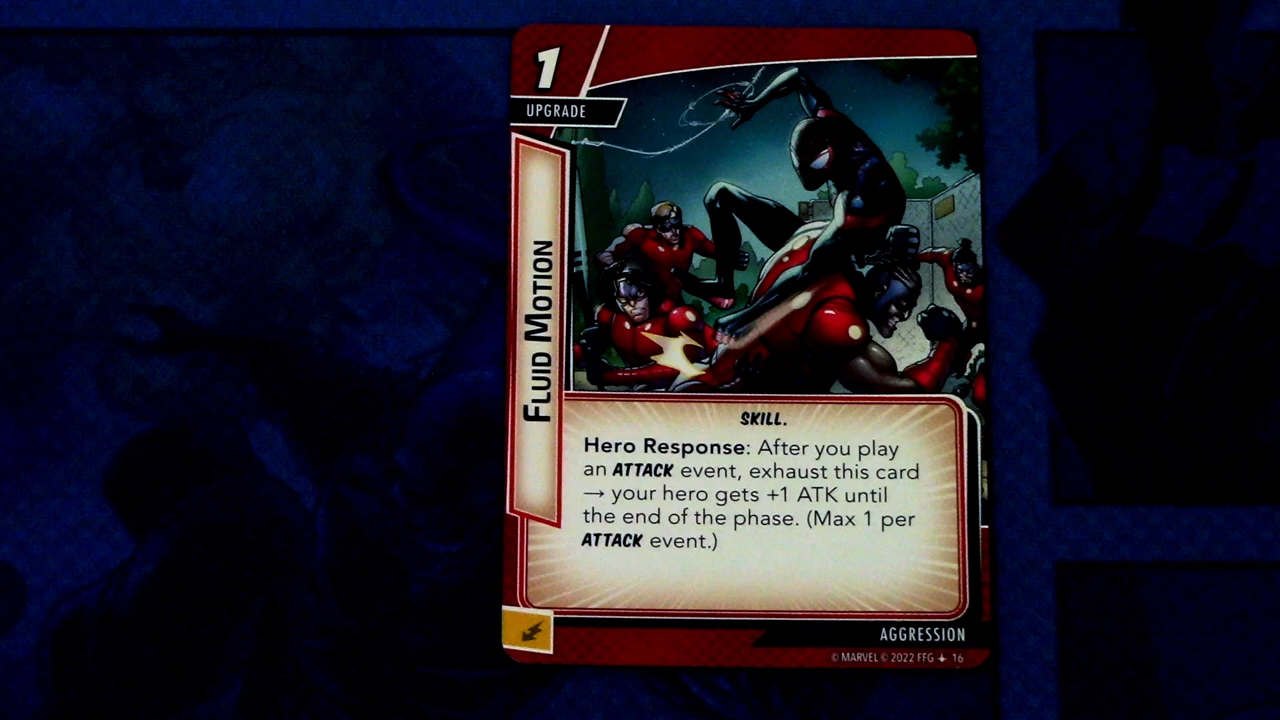 1
UPGRADE
FLUID MOTION
SKILL.
Hero Response: After you play
an ATTACK event, exhaust this card
→ your hero gets +1 ATK until
the end of the phase. (Max 1 per
ATTACK event.)
AGGRESSION
© MARVEL © 2022 FFG 16